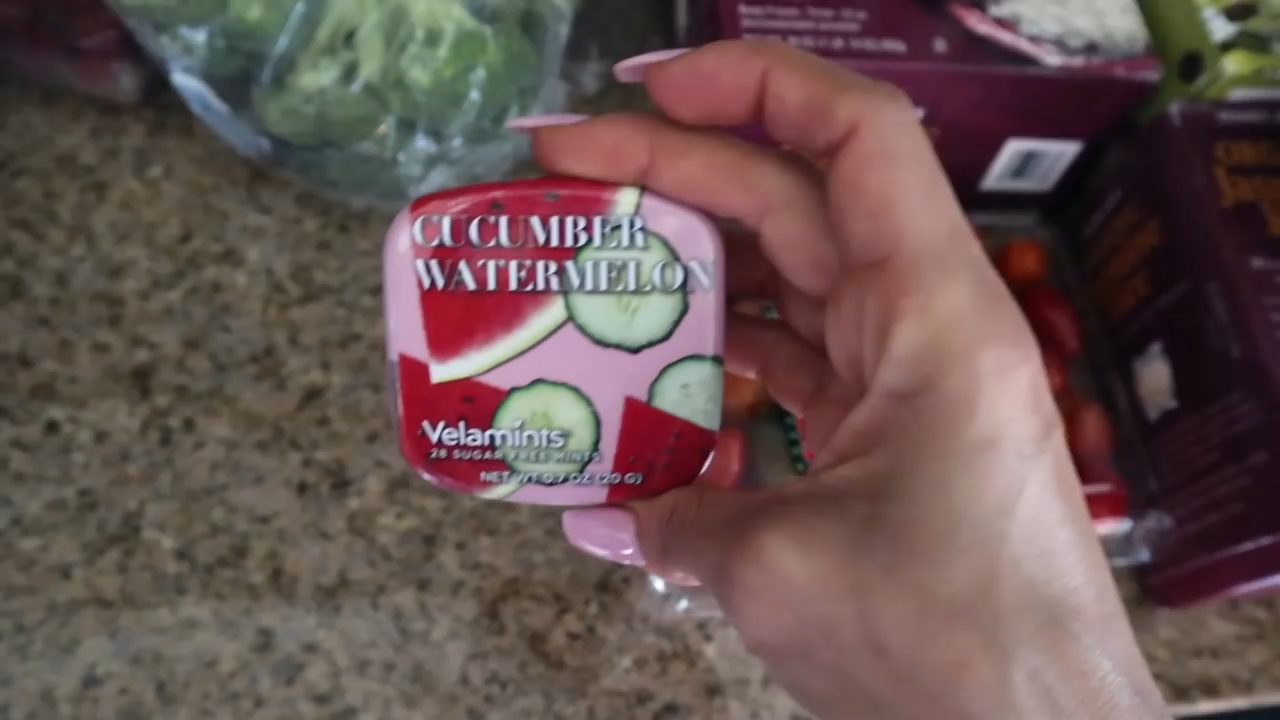 CUCUMBER
WATERMELON
Velamints
28 SUGAR FREE MINTS
NET WT 0.7 OZ (20 G)